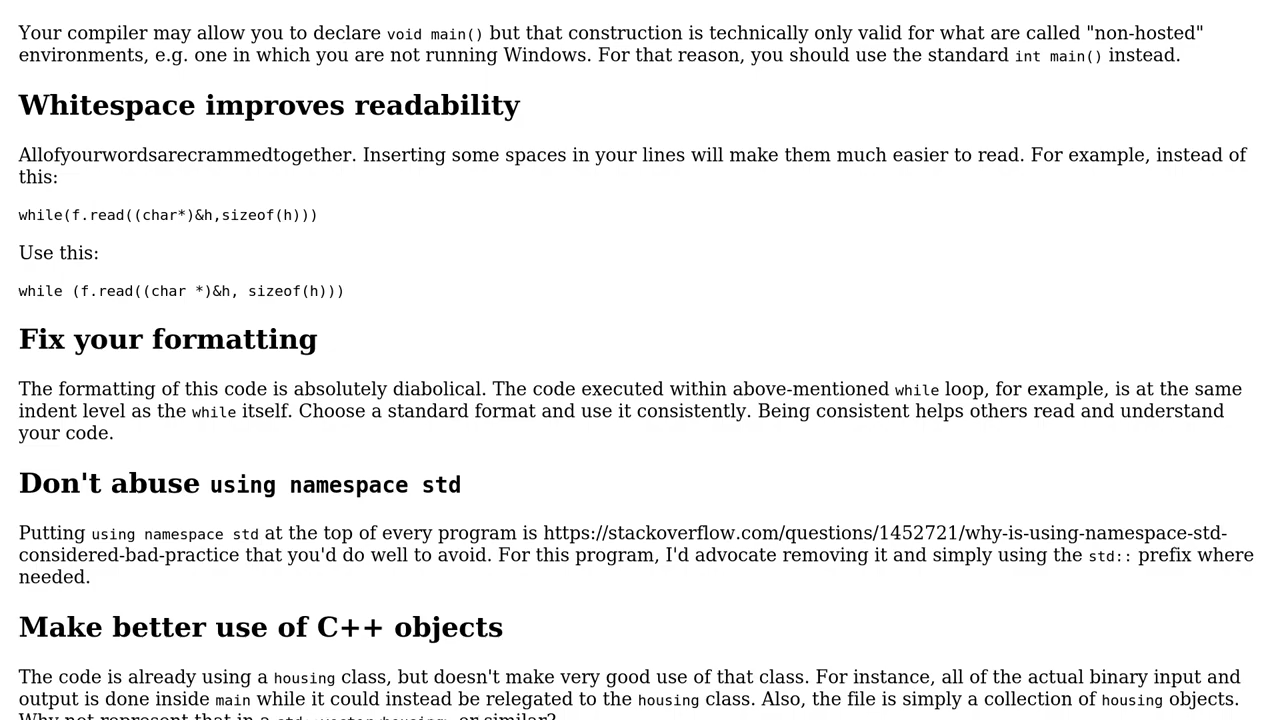 Your compiler may allow you to declare void main() but that construction is technically only valid for what are called "non-hosted"
environments, e.g. one in which you are not running Windows. For that reason, you should use the standard int main() instead.
Whitespace improves readability
Allofyourwordsarecrammedtogether. Inserting some spaces in your lines will make them much easier to read. For example, instead of
this:
while(f.read((char*)&h,sizeof(h)))
Use this:
while (f.read((char *)&h, sizeof(h)))
Fix your formatting
The formatting of this code is absolutely diabolical. The code executed within above-mentioned while loop, for example, is at the same
indent level as the while itself. Choose a standard format and use it consistently. Being consistent helps others read and understand
your code.
Don't abuse using namespace std
Putting using namespace std at the top of every program is https://stackoverflow.com/questions/1452721/why-is-using-namespace-std-
considered-bad-practice that you'd do well to avoid. For this program, I'd advocate removing it and simply using the std:: prefix where
needed.
Make better use of C++ objects
The code is already using a housing class, but doesn't make very good use of that class. For instance, all of the actual binary input and
output is done inside main while it could instead be relegated to the housing class. Also, the file is simply a collection of housing objects.
Why not represent that in a std::vector<housing> or similar?